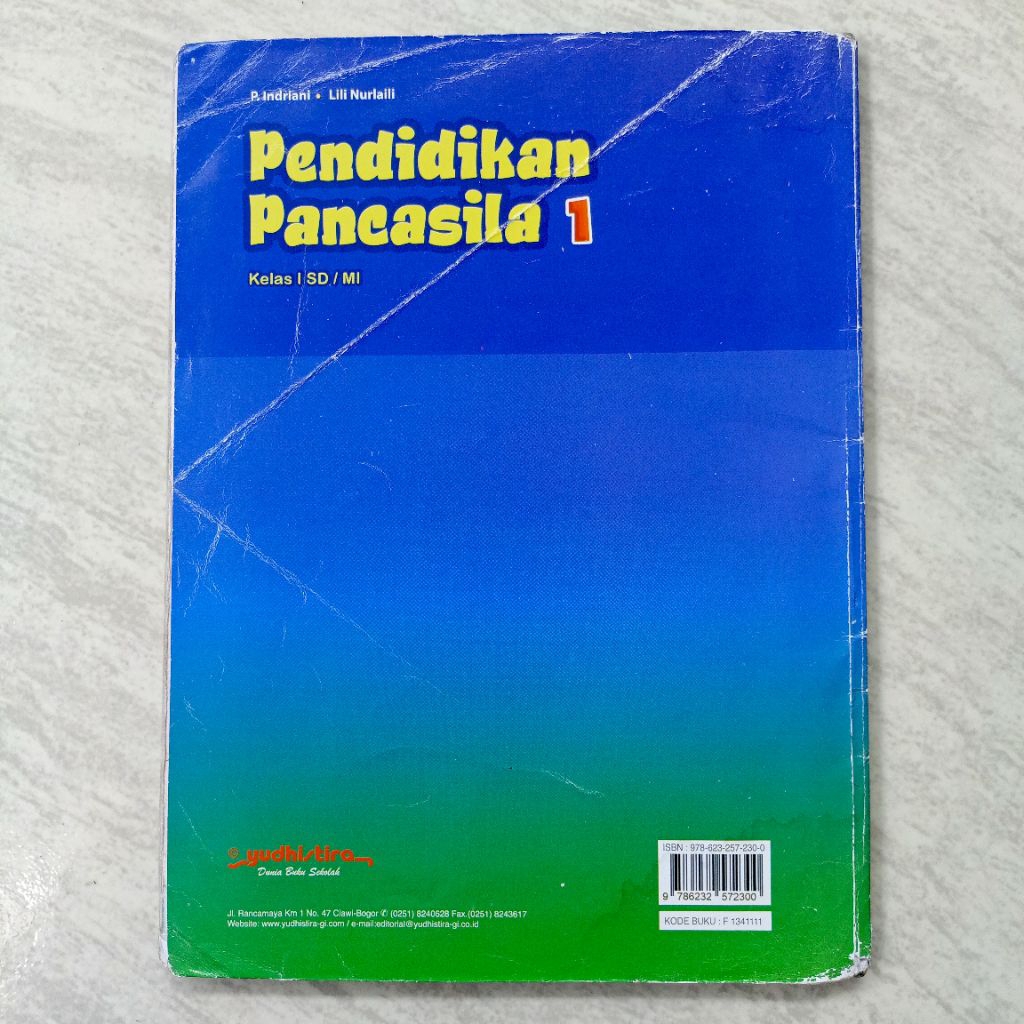 P. Indriani • Lili Nurlaili
Pendidikan
Pancasila 1
Kelas I SD / MI
© yudhistira
Dunia Buku Sekolah
Jl. Rancamaya Km 1 No. 47 Ciawi-Bogor ✆ (0251) 8240628 Fax.(0251) 8243617
Website: www.yudhistira-gi.com / e-mail:editorial@yudhistira-gi.co.id
ISBN : 978-623-257-230-0
9 786232 572300
KODE BUKU : F 1341111